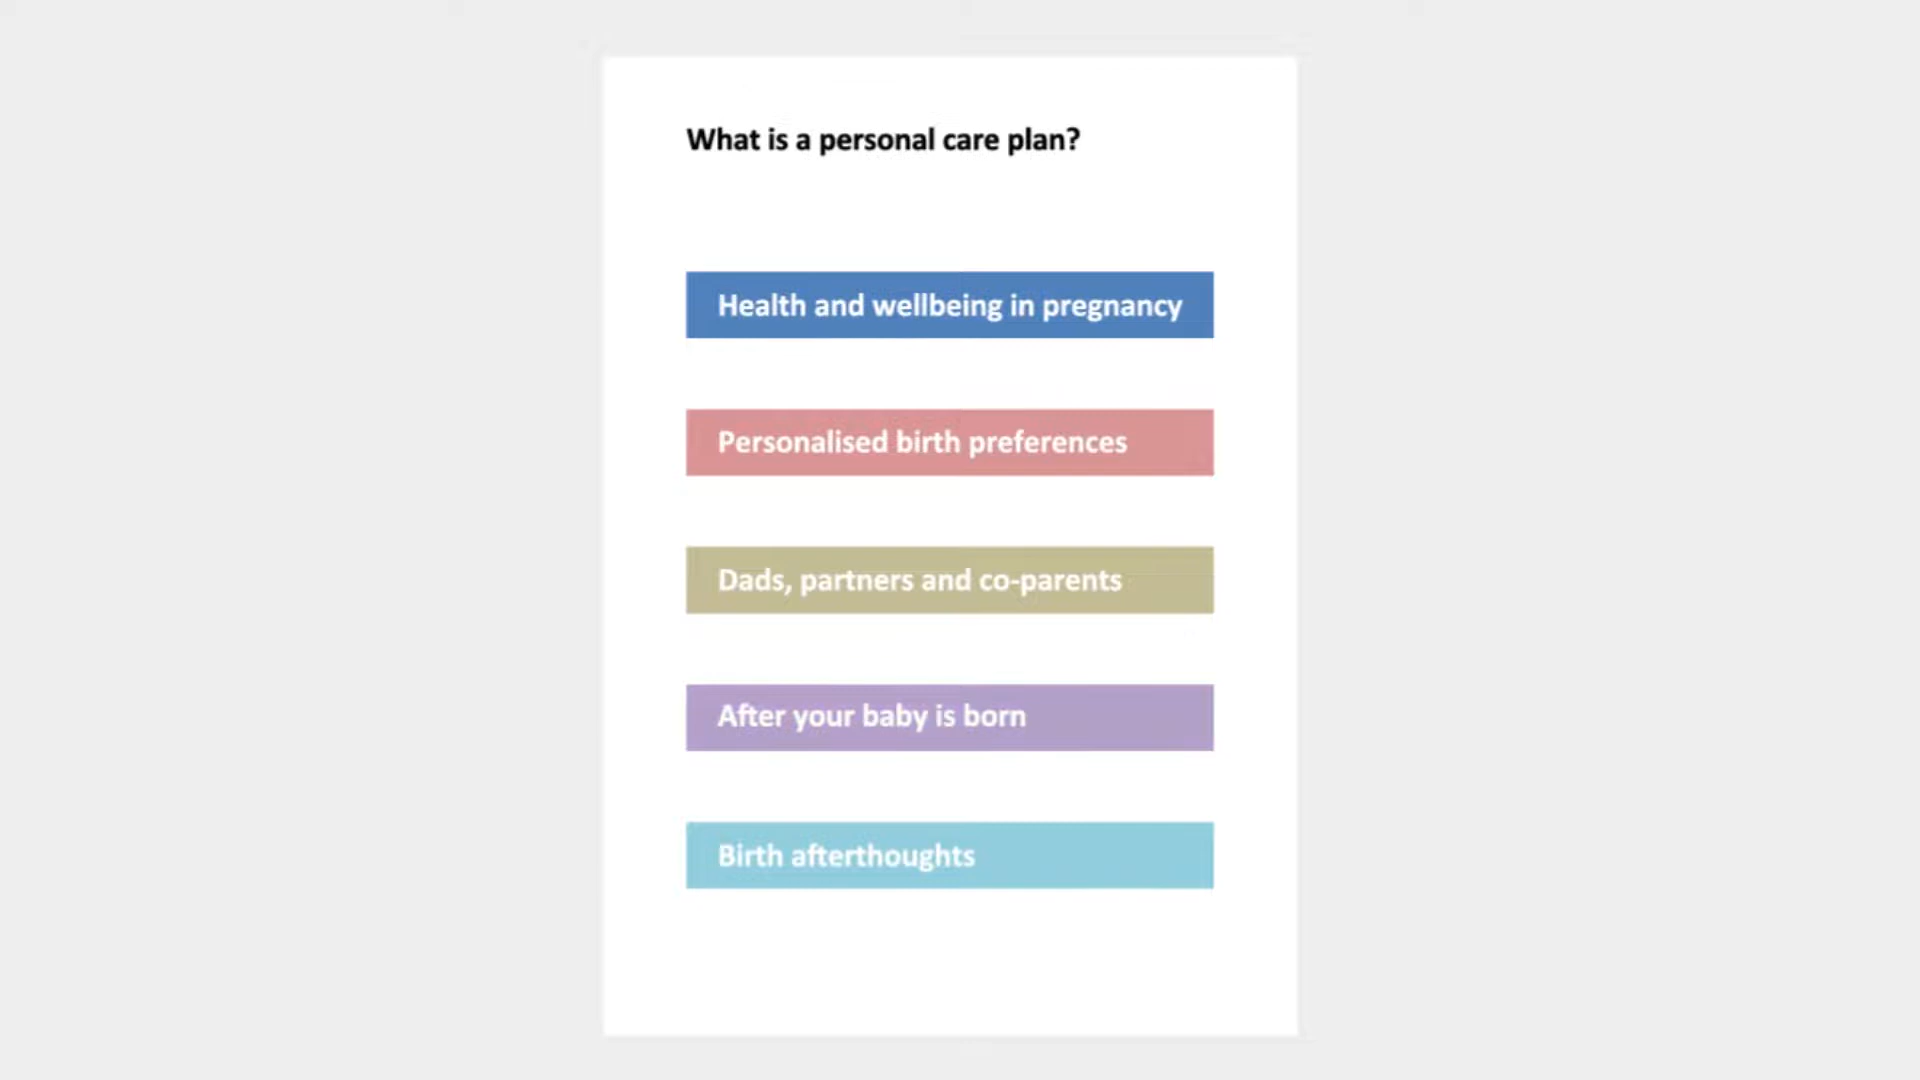 What is a personal care plan?
Health and wellbeing in pregnancy
Personalised birth preferences
Dads, partners and co-parents
After your baby is born
Birth afterthoughts